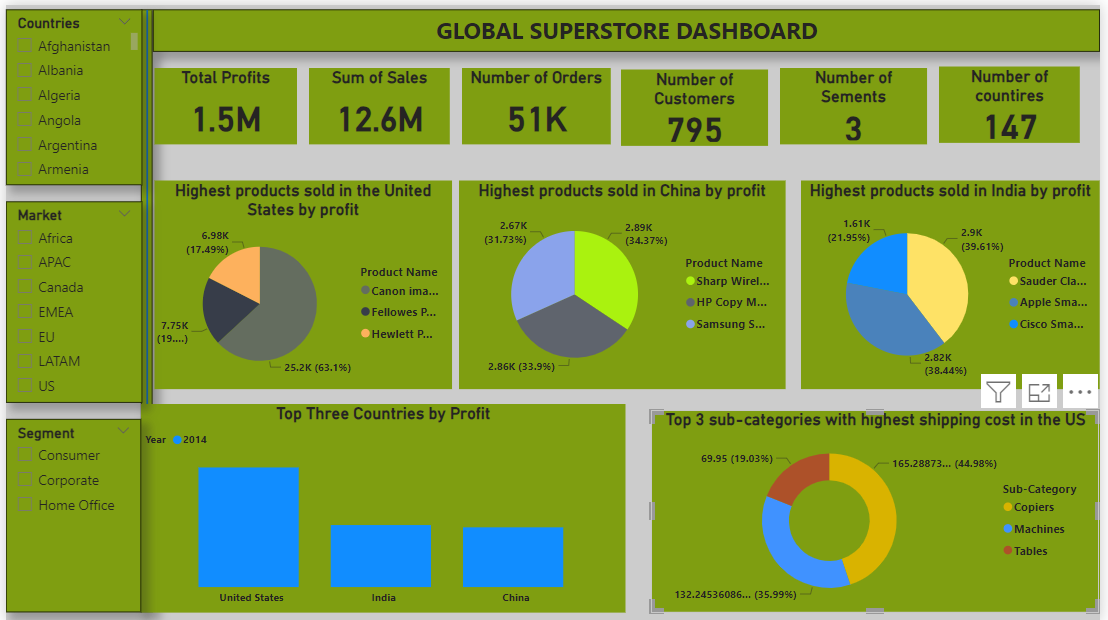 Countries
Afghanistan
Albania
Algeria
Angola
Argentina
Armenia
Market
Africa
APAC
Canada
EMEA
EU
LATAM
US
Segment
Consumer
Corporate
Home Office
GLOBAL SUPERSTORE DASHBOARD
Total Profits
1.5M
Sum of Sales
12.6M
Number of Orders
51K
Number of
Customers
795
Number of
Sements
3
Number of
countires
147
Highest products sold in the United
States by profit
6.98K
(17.49%)
7.75K
(19....)
25.2K (63.1%)
Product Name
Canon ima...
Fellowes P...
Hewlett P...
Highest products sold in China by profit
2.67K
(31.73%)
2.89K
(34.37%)
2.86K (33.9%)
Product Name
Sharp Wirel...
HP Copy M...
Samsung S...
Highest products sold in India by profit
1.61K
(21.95%)
2.9K
(39.61%)
2.82K
(38.44%)
Product Name
Sauder Cla...
Apple Sma...
Cisco Sma...
Top Three Countries by Profit
Year 2014
United States
India
China
Top 3 sub-categories with highest shipping cost in the US
69.95 (19.03%)
165.28873... (44.98%)
132.24536086... (35.99%)
Sub-Category
Copiers
Machines
Tables